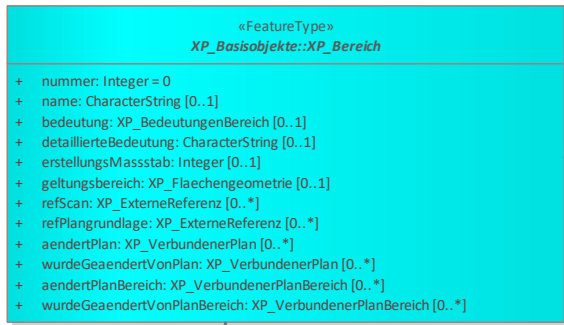 «FeatureType»
XP_Basisobjekte::XP_Bereich
+ nummer: Integer = 0
+ name: CharacterString [0..1]
+ bedeutung: XP_BedeutungenBereich [0..1]
+ detaillierteBedeutung: CharacterString [0..1]
+ erstellungsMassstab: Integer [0..1]
+ geltungsbereich: XP_Flaechengeometrie [0..1]
+ refScan: XP_ExterneReferenz [0..*]
+ refPlangrundlage: XP_ExterneReferenz [0..*]
+ aendertPlan: XP_VerbundenerPlan [0..*]
+ wurdeGeaendertVonPlan: XP_VerbundenerPlan [0..*]
+ aendertPlanBereich: XP_VerbundenerPlanBereich [0..*]
+ wurdeGeaendertVonPlanBereich: XP_VerbundenerPlanBereich [0..*]